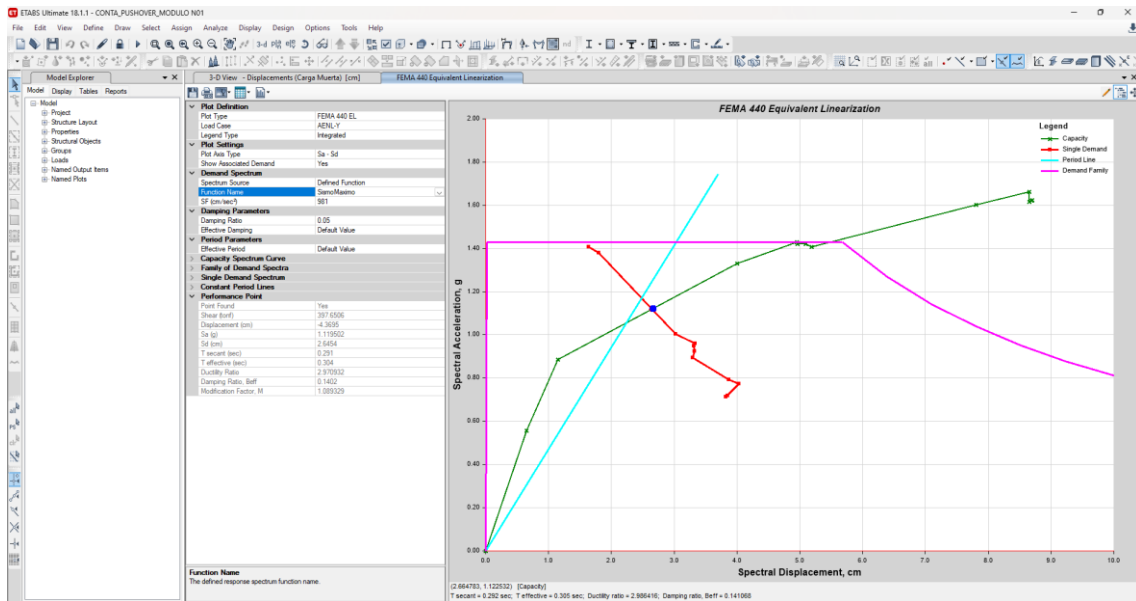 ETABS Ultimate 18.1.1 - CONTA_PUSHOVER_MODULO N01
File Edit View Define Draw Select Assign Analyze Display Design Options Tools Help
Model Explorer
3-D View - Displacements (Carga Muerta) [cm]
FEMA 440 Equivalent Linearization
Model Display Tables Reports
Model
Project
Structure Layout
Properties
Structural Objects
Groups
Loads
Named Output Items
Named Plots
Plot Definition
Plot Type FEMA 440 EL
Load Case AENL-Y
Legend Type Integrated
Plot Settings
Plot Axis Type Sa - Sd
Show Associated Demand Yes
Demand Spectrum
Spectrum Source Defined Function
Function Name SismoMaximo
SF (cm/sec²) 981
Damping Parameters
Damping Ratio 0.05
Effective Damping Default Value
Period Parameters
Effective Period Default Value
Capacity Spectrum Curve
Family of Demand Spectra
Single Demand Spectrum
Constant Period Lines
Performance Point
Point Found Yes
Shear (tonf) 397.6506
Displacement (cm) -4.3695
Sa (g) 1.119502
Sd (cm) 2.6454
T secant (sec) 0.291
T effective (sec) 0.304
Ductility Ratio 2.970932
Damping Ratio, Beff 0.1402
Modification Factor, M 1.089329
Function Name
The defined response spectrum function name.
FEMA 440 Equivalent Linearization
Legend
Capacity
Single Demand
Period Line
Demand Family
Spectral Acceleration, g
2.00
1.80
1.60
1.40
1.20
1.00
0.80
0.60
0.40
0.20
0.00
0.0 1.0 2.0 3.0 4.0 5.0 6.0 7.0 8.0 9.0 10.0
Spectral Displacement, cm
(2.664783, 1.122532) [Capacity]
T secant = 0.292 sec; T effective = 0.305 sec; Ductility ratio = 2.986416; Damping ratio, Beff = 0.141068